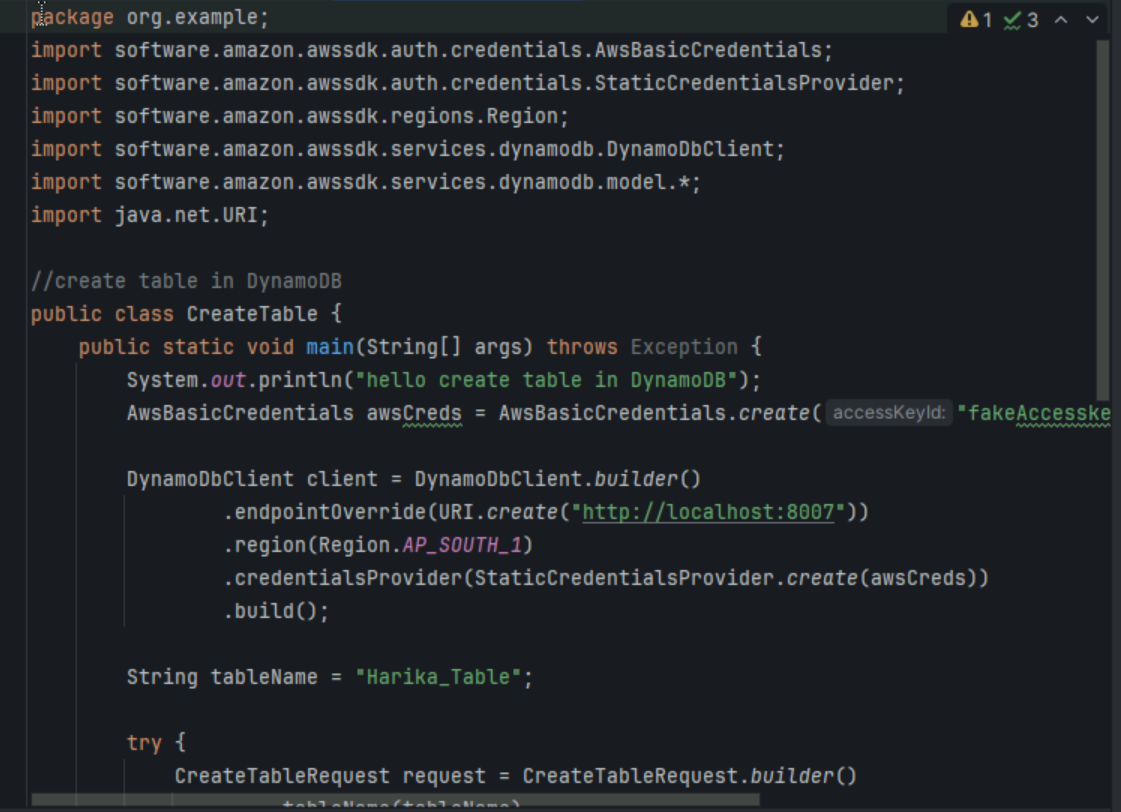 package org.example;
1 3
import software.amazon.awssdk.auth.credentials.AwsBasicCredentials;
import software.amazon.awssdk.auth.credentials.StaticCredentialsProvider;
import software.amazon.awssdk.regions.Region;
import software.amazon.awssdk.services.dynamodb.DynamoDbClient;
import software.amazon.awssdk.services.dynamodb.model.*;
import java.net.URI;
//create table in DynamoDB
public class CreateTable {
public static void main(String[] args) throws Exception {
System.out.println("hello create table in DynamoDB");
AwsBasicCredentials awsCreds = AwsBasicCredentials.create( accessKeyId: "fakeAccesske
DynamoDbClient client = DynamoDbClient.builder()
.endpointOverride(URI.create("http://localhost:8007"))
.region(Region.AP_SOUTH_1)
.credentialsProvider(StaticCredentialsProvider.create(awsCreds))
.build();
String tableName = "Harika_Table";
try {
CreateTableRequest request = CreateTableRequest.builder()
.tableName(tableName)